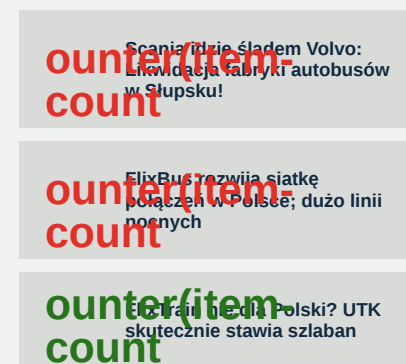 ounter(item-
count
Scania idzie śladem Volvo:
Likwidacja fabryki autobusów
w Słupsku!
ounter(item-
count
FlixBus rozwija siatkę
połączeń w Polsce; dużo linii
nocnych
ounter(item-
count
FlixTrain nie dla Polski? UTK
skutecznie stawia szlaban